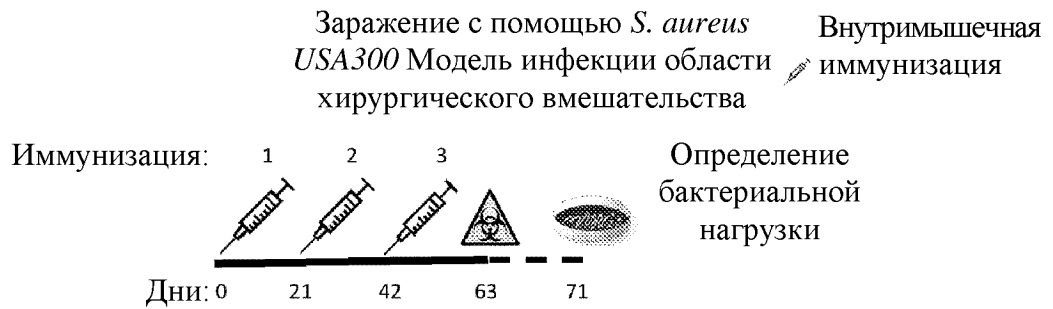 Заражение с помощью S. aureus
USA300 Модель инфекции области
хирургического вмешательства
Внутримышечная
иммунизация
Иммунизация: 1 2 3
Определение
бактериальной
нагрузки
Дни: 0 21 42 63 71